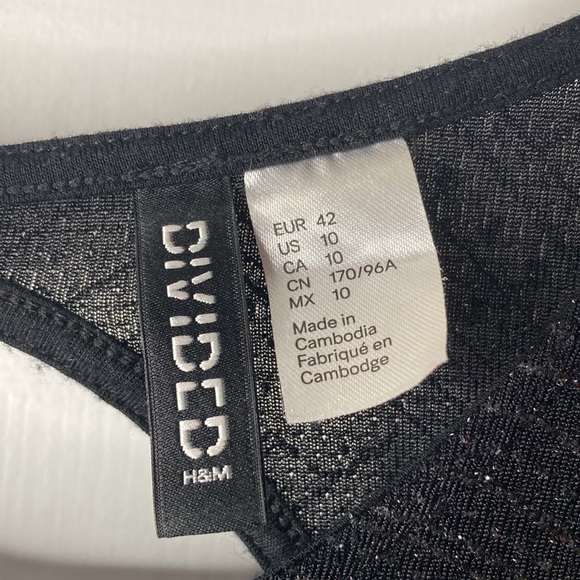 DIVIDED
H&M
EUR 42
US 10
CA 10
CN 170/96A
MX 10
Made in
Cambodia
Fabriqué en
Cambodge